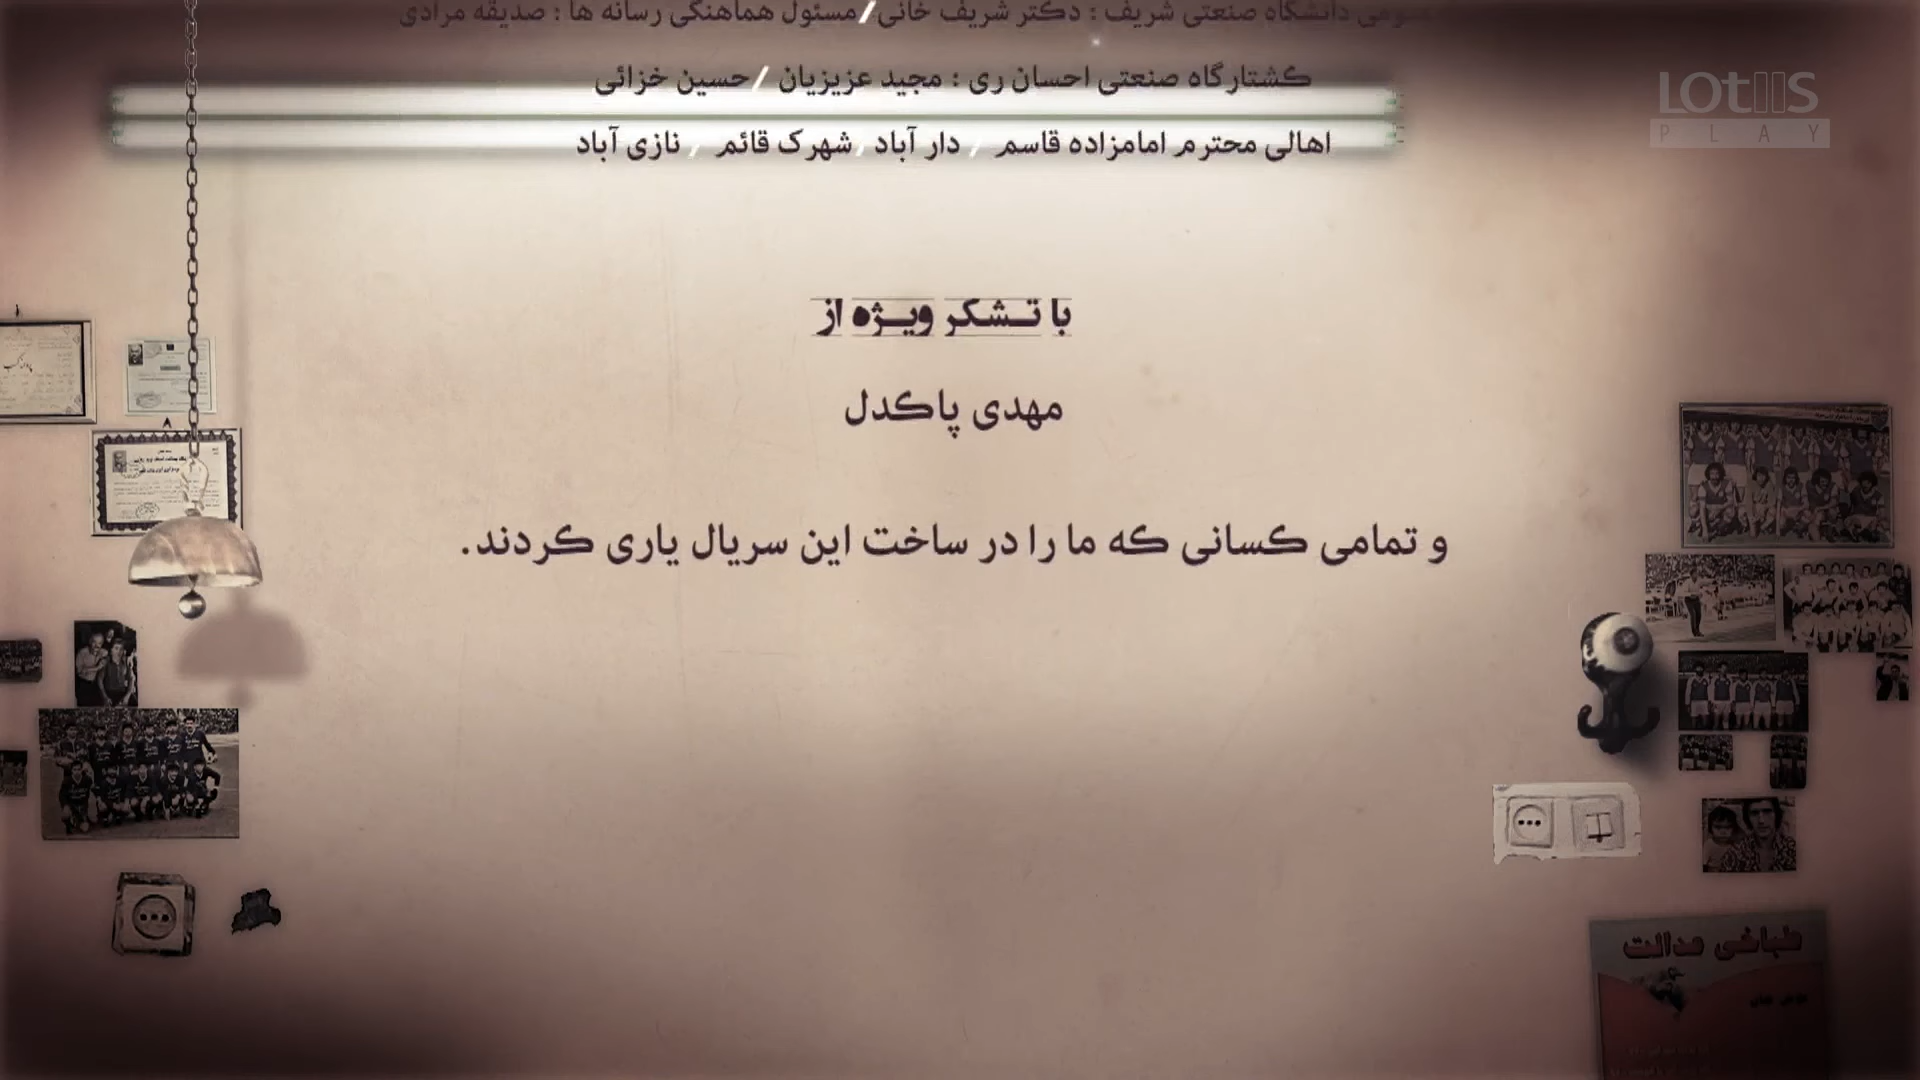 عمومی دانشگاه صنعتی شریف : دکتر شریف خانی/مسئول هماهنگی رسانه ها : صدیقه مرادی
کشتارگاه صنعتی احسان ری : مجید عزیزیان / حسین خزائی
اهالی محترم امامزاده قاسم / دار آباد / شهرک قائم / نازی آباد
LOtIIS
PLAY
با تشکر ویژه از
مهدی پاکدل
و تمامی کسانی که ما را در ساخت این سریال یاری کردند.
طباخی عدالت